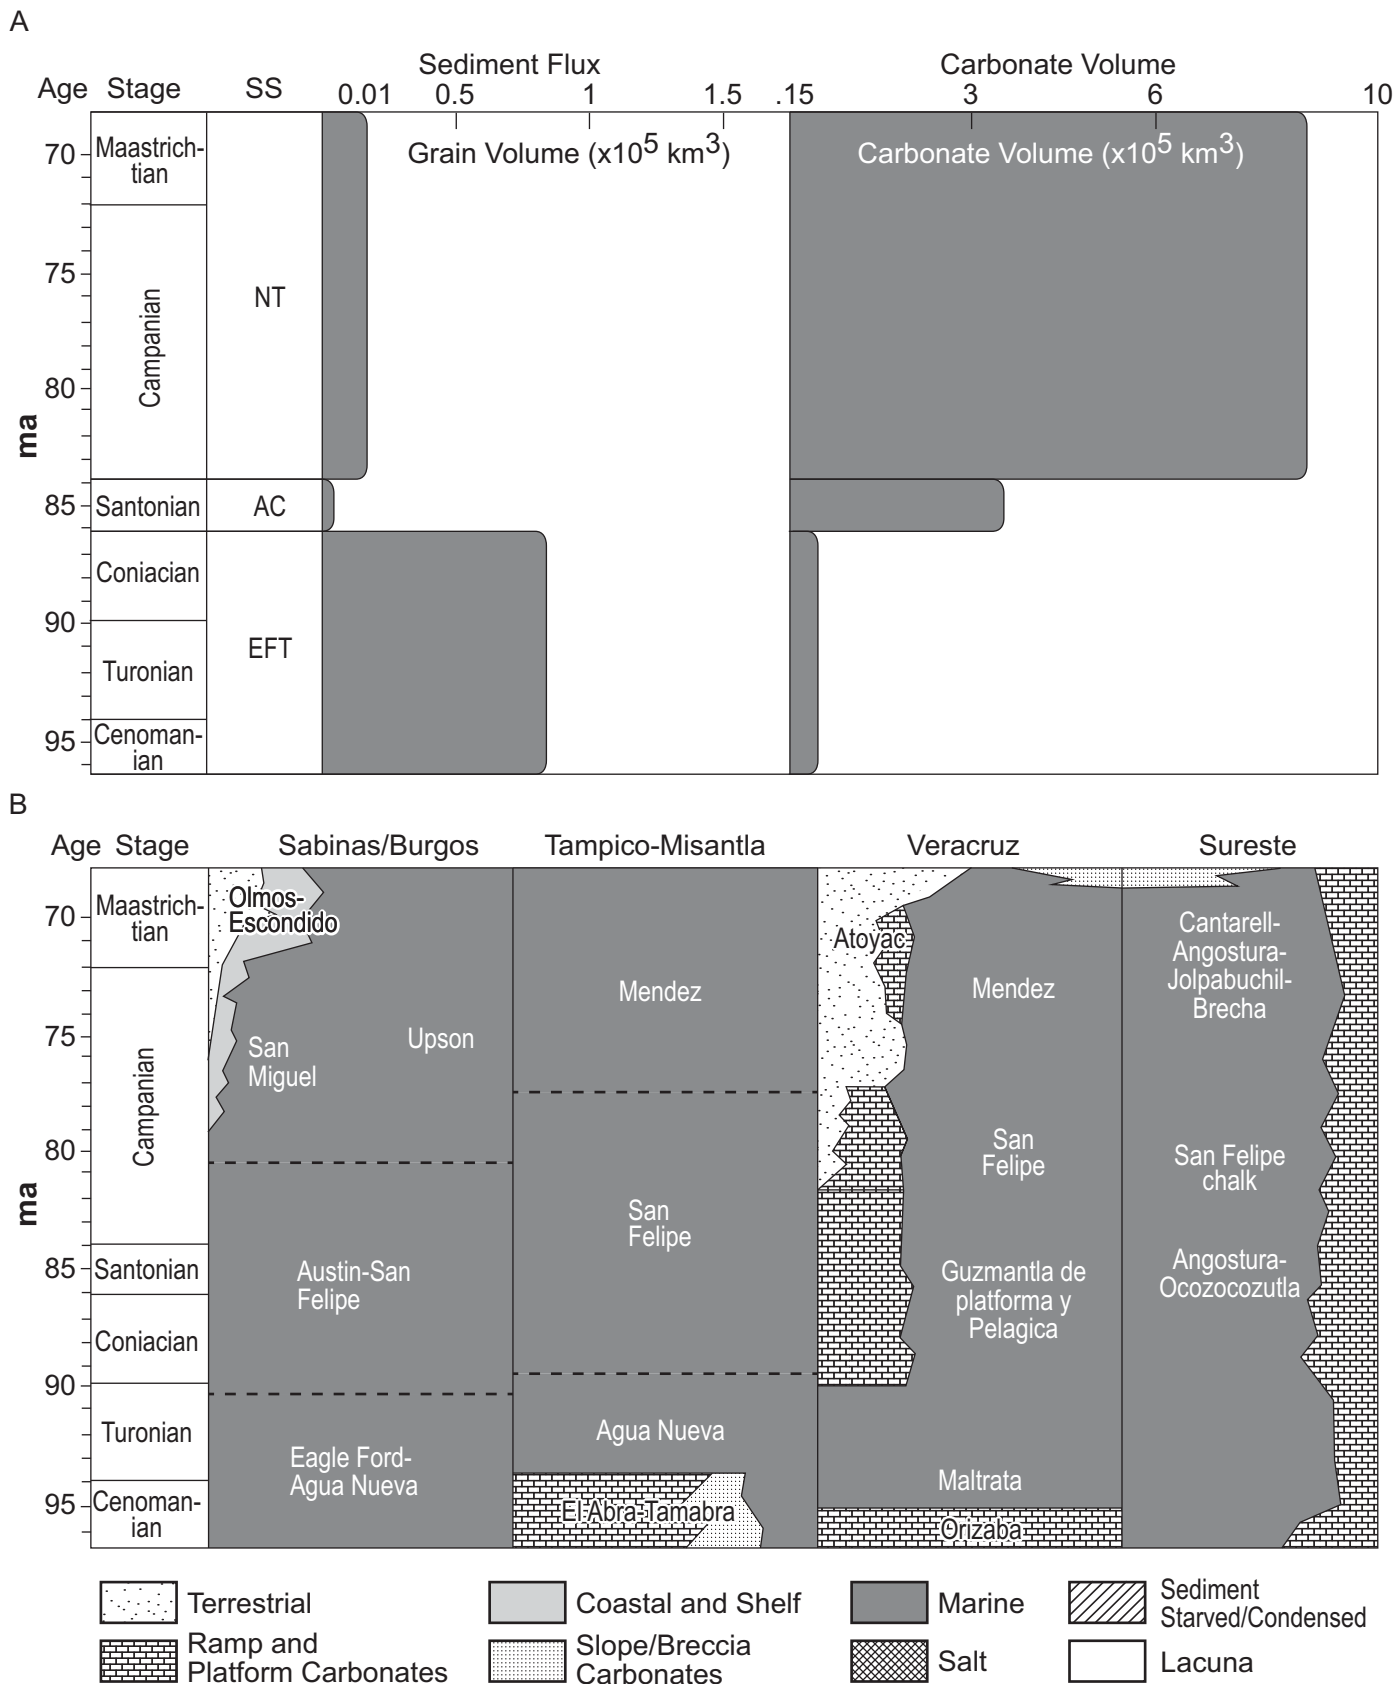 A
Sediment Flux
Carbonate Volume
Age Stage SS 0.01 0.5 1 1.5 .15 3 6 10
Grain Volume (x10⁵ km³)
Carbonate Volume (x10⁵ km³)
70
75
80
85
90
95
ma
Maastrich-
tian
Campanian
Santonian
Coniacian
Turonian
Cenoman-
ian
NT
AC
EFT
B
Age Stage Sabinas/Burgos Tampico-Misantla Veracruz Sureste
70
75
80
85
90
95
ma
Maastrich-
tian
Campanian
Santonian
Coniacian
Turonian
Cenoman-
ian
Olmos-
Escondido
San
Miguel
Upson
Austin-San
Felipe
Eagle Ford-
Agua Nueva
Mendez
San
Felipe
Agua Nueva
El Abra-Tamabra
Atoyac
Mendez
San
Felipe
Guzmantla de
platforma y
Pelagica
Maltrata
Orizaba
Cantarell-
Angostura-
Jolpabuchil-
Brecha
San Felipe
chalk
Angostura-
Ocozocozutla
Terrestrial
Ramp and
Platform Carbonates
Coastal and Shelf
Slope/Breccia
Carbonates
Marine
Salt
Sediment
Starved/Condensed
Lacuna